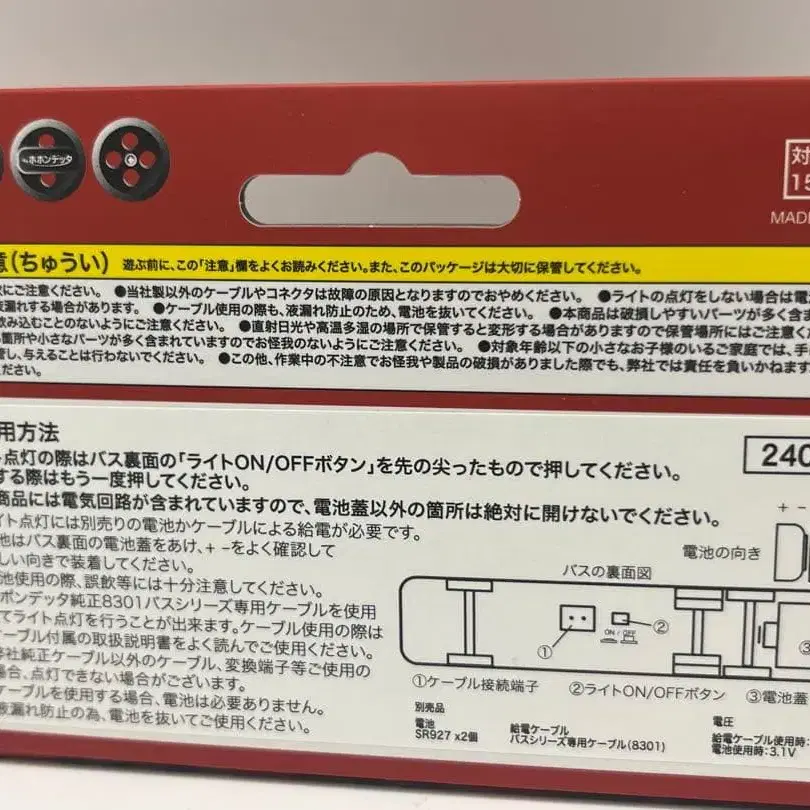 ポポンデッタ
対
15
MADE
意(ちゅうい) 遊ぶ前に、この「注意」欄をよくお読みください。また、このパッケージは大切に保管してください。
にご注意ください。 ●当社製以外のケーブルやコネクタは故障の原因となりますのでおやめください。 ●ライトの点灯をしない場合は電
漏れする場合があります。 ●ケーブル使用の際も、液漏れ防止のため、電池を抜いてください。 ●本商品は破損しやすいパーツが多く含ま
飲み込むことのないようにご注意ください。 ●直射日光や高温多湿の場所で保管すると変形する場合がありますので保管場所にはご注意くだ
箇所や小さなパーツが多く含まれていますのでお怪我のないようにご注意ください。 ●対象年齢以下の小さなお子様のいるご家庭では、手
し、与えることは行わないでください。 ●この他、作業中の不注意でお怪我や製品の破損がありました際でも、弊社では責任を負いかねます
ださい。
用方法
ト点灯の際はバス裏面の「ライトON/OFFボタン」を先の尖ったもので押してください。
する際はもう一度押してください。
商品には電気回路が含まれていますので、電池蓋以外の箇所は絶対に開けないでください。
イト点灯には別売りの電池かケーブルによる給電が必要です。
池はバス裏面の電池蓋をあけ、+ -をよく確認して
しい向きで装着してください。
池使用の際、誤飲等には十分注意してください。
ポンデッタ純正8301バスシリーズ専用ケーブルを使用
てライト点灯を行うことが出来ます。ケーブル使用の際は
ケーブル付属の取扱説明書をよく読んでご使用ください。
弊社純正ケーブル以外のケーブル、変換端子等ご使用の
場合、点灯できない場合がございます。
ケーブルを使用する場合、電池は必要ありません。
液漏れ防止の為、電池を抜いてご使用ください。
240
+ -
電池の向き
バスの裏面図
① ② ③
ON / OFF
①ケーブル接続端子 ②ライトON/OFFボタン ③電池蓋
別売品
電池
SR927 x2個
給電ケーブル
バスシリーズ専用ケーブル(8301)
電圧
給電ケーブル使用時:
電池使用時:3.1V